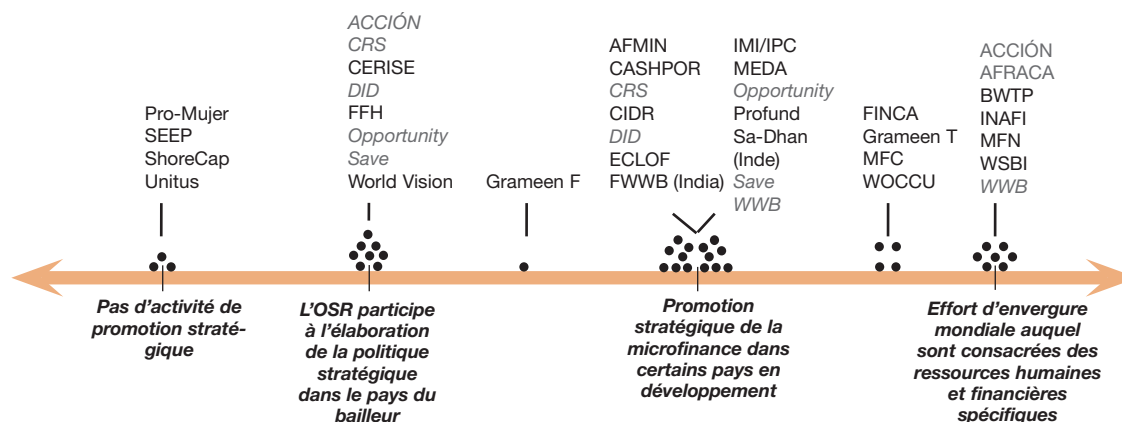 Pro-Mujer
SEEP
ShoreCap
Unitus
ACCIÓN
CRS
CERISE
DID
FFH
Opportunity
Save
World Vision
Grameen F
AFMIN
CASHPOR
CRS
CIDR
DID
ECLOF
FWWB (India)
IMI/IPC
MEDA
Opportunity
Profund
Sa-Dhan
(Inde)
Save
WWB
FINCA
Grameen T
MFC
WOCCU
ACCIÓN
AFRACA
BWTP
INAFI
MFN
WSBI
WWB
Pas d'activité de
promotion straté-
gique
L'OSR participe
à l'élaboration
de la politique
stratégique
dans le pays du
bailleur
Promotion
stratégique de la
microfinance dans
certains pays en
développement
Effort d'envergure
mondiale auquel
sont consacrées des
ressources humaines
et financières
spécifiques